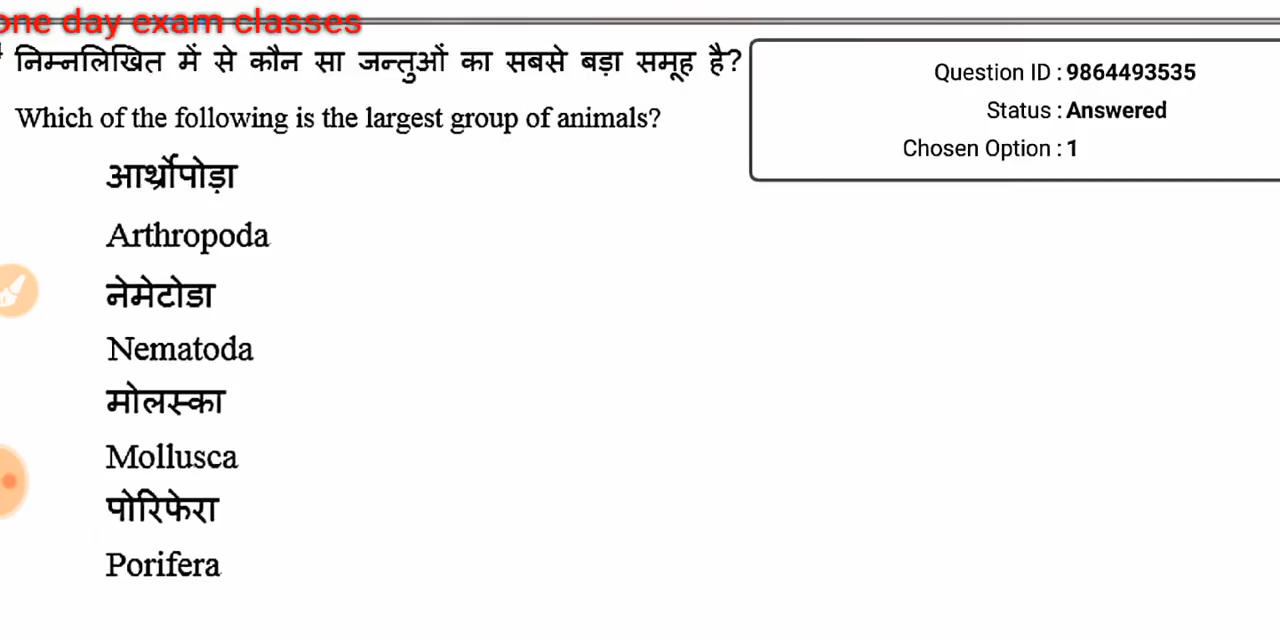 one day exam classes
निम्नलिखित में से कौन सा जन्तुओं का सबसे बड़ा समूह है?
Which of the following is the largest group of animals?
आर्थ्रोपोड़ा
Arthropoda
नेमेटोडा
Nematoda
मोलस्का
Mollusca
पोरिफेरा
Porifera
Question ID : 9864493535
Status : Answered
Chosen Option : 1